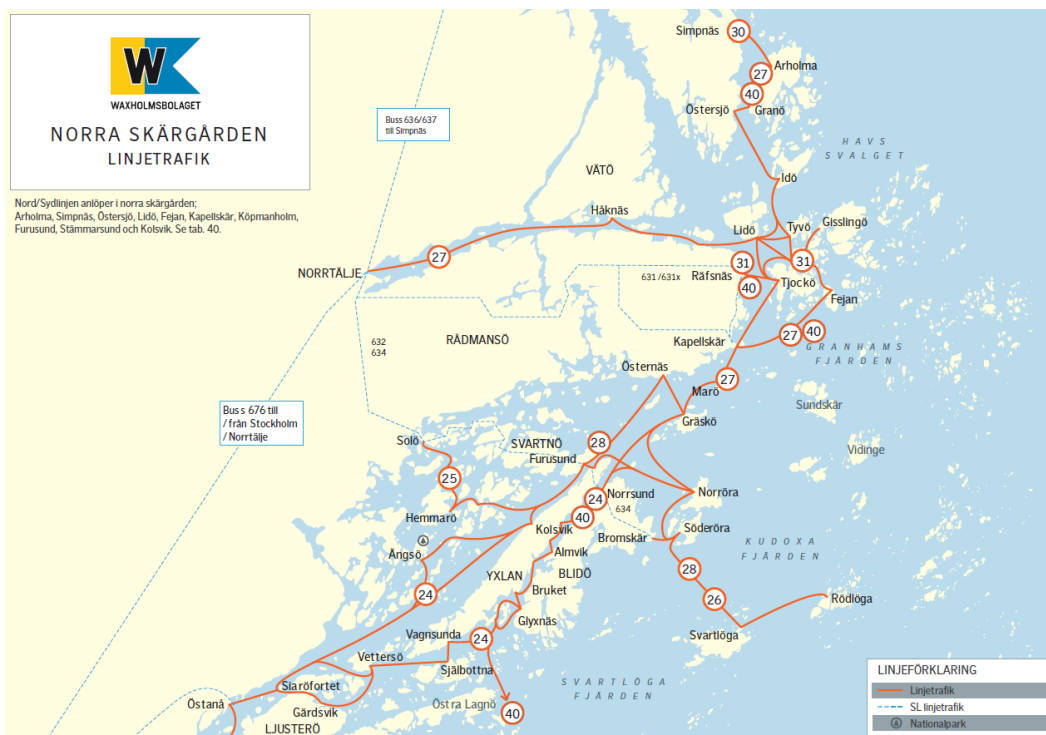 W
WAXHOLMSBOLAGET
NORRA SKÄRGÅRDEN
LINJETRAFIK
Nord/Sydlinjen anlöper i norra skärgården;
Arholma, Simpnäs, Östersjö, Lidö, Fejan, Kapellskär, Köpmanholm,
Furusund, Stämmarsund och Kolsvik. Se tab. 40.
Simpnäs
30
Arholma
27
40
Östersjö
Granö
Buss 636/637
till Simpnäs
HAVS
SVALGET
VÄTÖ
Idö
Håknäs
Lidö
Tyvö
Gisslingö
27
NORRTÄLJE
31
31
631/631x
Räfsnäs
40
Tjockö
Fejan
632
634
RÅDMANSÖ
Kapellskär
27
40
GRANHAMS
FJÄRDEN
Östernäs
27
Marö
Sundskär
Buss 676 till
/från Stockholm
/Norrtälje
Gräskö
Solö
SVARTNÖ
28
Furusund
Vidinge
25
24
Norrsund
634
Norröra
Hemmarö
40
Kolsvik
Söderöra
Bromskär
KUDOXA
FJÄRDEN
Ängsö
Almvik
YXLAN
BLIDÖ
28
24
Bruket
26
Rödlöga
Glyxnäs
Vagnsunda
24
Svartlöga
Vettersö
Själbottna
Siaröfortet
SVARTLÖGA
FJÄRDEN
Östanå
Gärdsvik
Östra Lagnö
40
LJUSTERÖ
LINJEFÖRKLARING
Linjetrafik
SL linjetrafik
Nationalpark